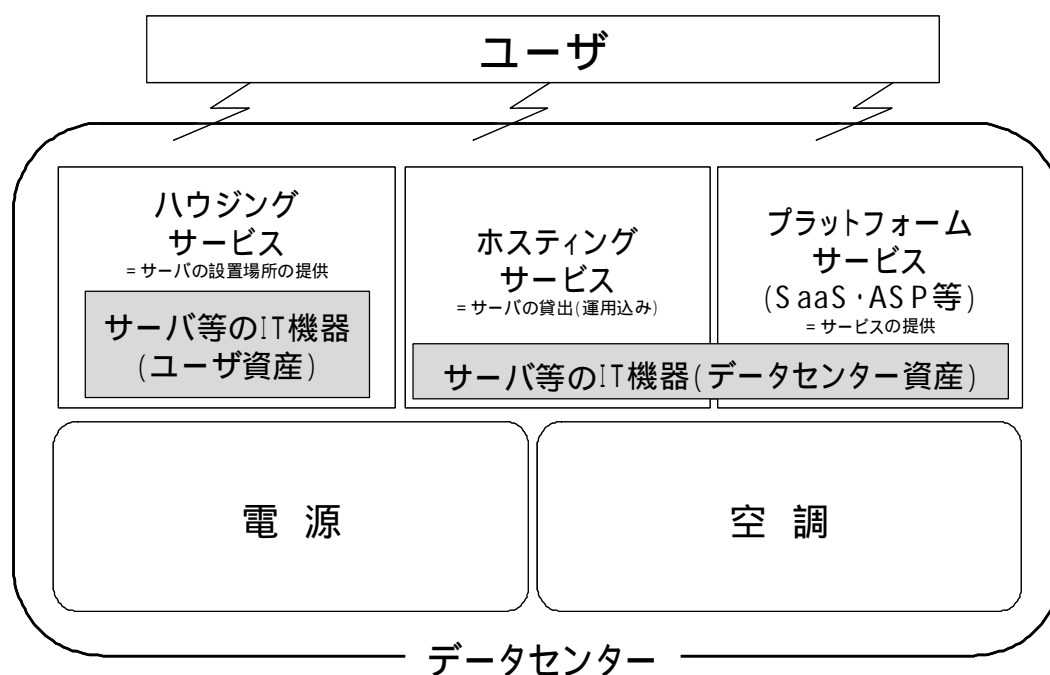 ユーザ
ハウジング
サービス
=サーバの設置場所の提供
サーバ等のIT機器
(ユーザ資産)
ホスティング
サービス
=サーバの貸出(運用込み)
プラットフォーム
サービス
(SaaS・ASP等)
=サービスの提供
サーバ等のIT機器(データセンター資産)
電 源
空 調
データセンター